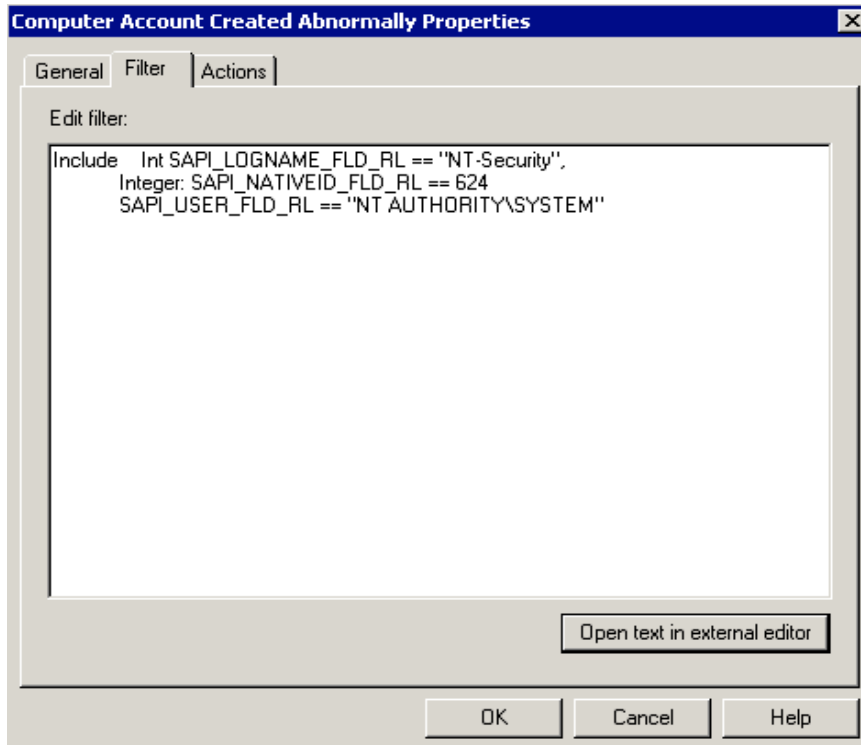 Computer Account Created Abnormally Properties
General Filter Actions
Edit filter:
Include Int SAPI_LOGNAME_FLD_RL == "NT-Security",
Integer: SAPI_NATIVEID_FLD_RL == 624
SAPI_USER_FLD_RL == "NT AUTHORITY\SYSTEM"
Open text in external editor
OK Cancel Help